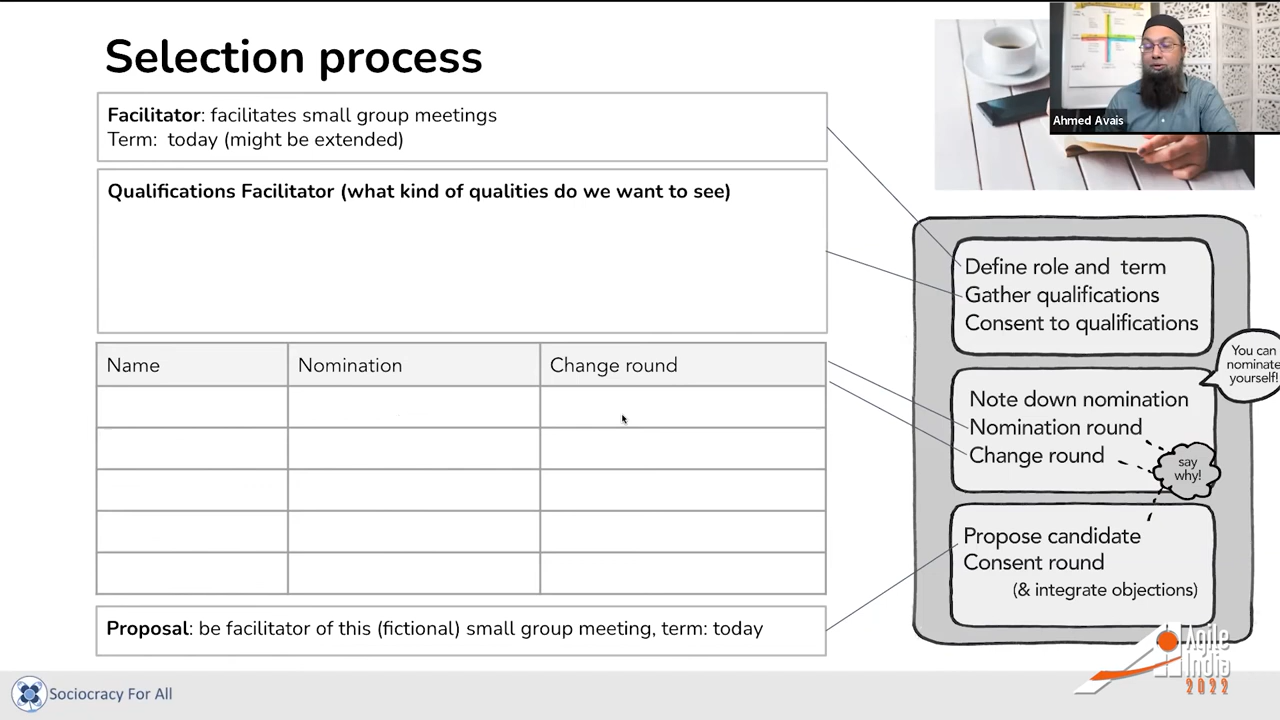 Selection process
Facilitator: facilitates small group meetings
Term: today (might be extended)
Qualifications Facilitator (what kind of qualities do we want to see)
Name Nomination Change round
Proposal: be facilitator of this (fictional) small group meeting, term: today
Ahmed Avais
Define role and term
Gather qualifications
Consent to qualifications
You can
nominate
yourself!
Note down nomination
Nomination round
Change round
say
why!
Propose candidate
Consent round
(& integrate objections)
Sociocracy For All
Agile
India
2022